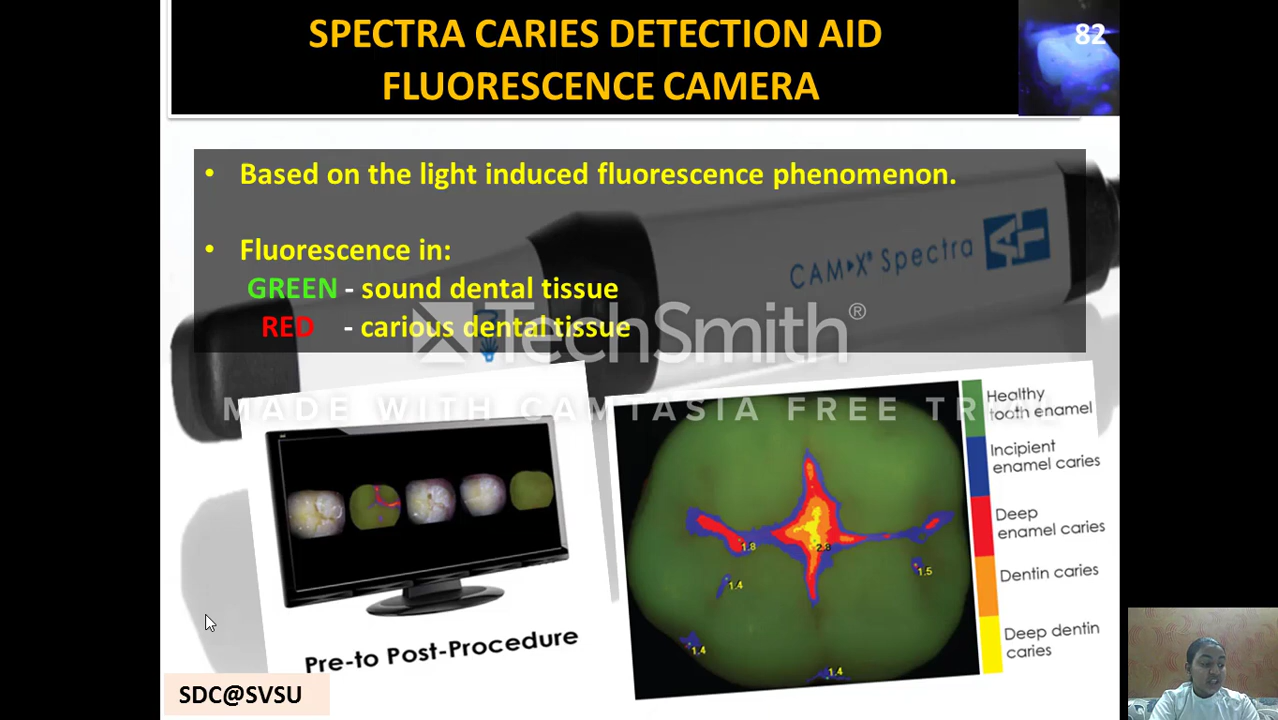 SPECTRA CARIES DETECTION AID
FLUORESCENCE CAMERA
82
• Based on the light induced fluorescence phenomenon.
• Fluorescence in:
GREEN - sound dental tissue
RED - carious dental tissue
CAM X® Spectra
TechSmith®
MADE WITH CAMTASIA FREE TRIAL
Healthy
tooth enamel
Incipient
enamel caries
Deep
enamel caries
Dentin caries
Deep dentin
caries
1.8
2.8
1.5
1.4
1.4
1.4
Pre-to Post-Procedure
SDC@SVSU